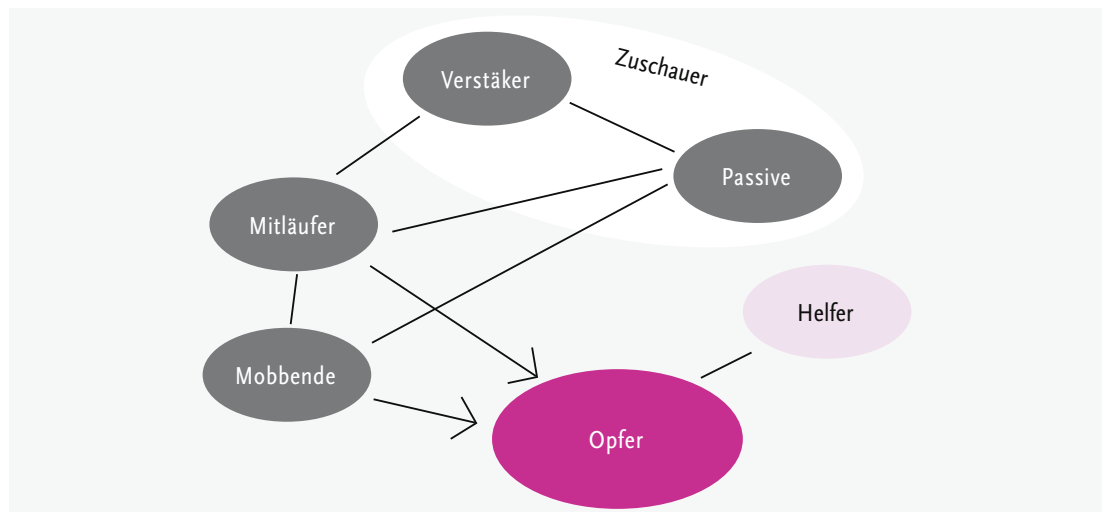 Zuschauer
Verstäker
Passive
Mitläufer
Helfer
Mobbende
Opfer